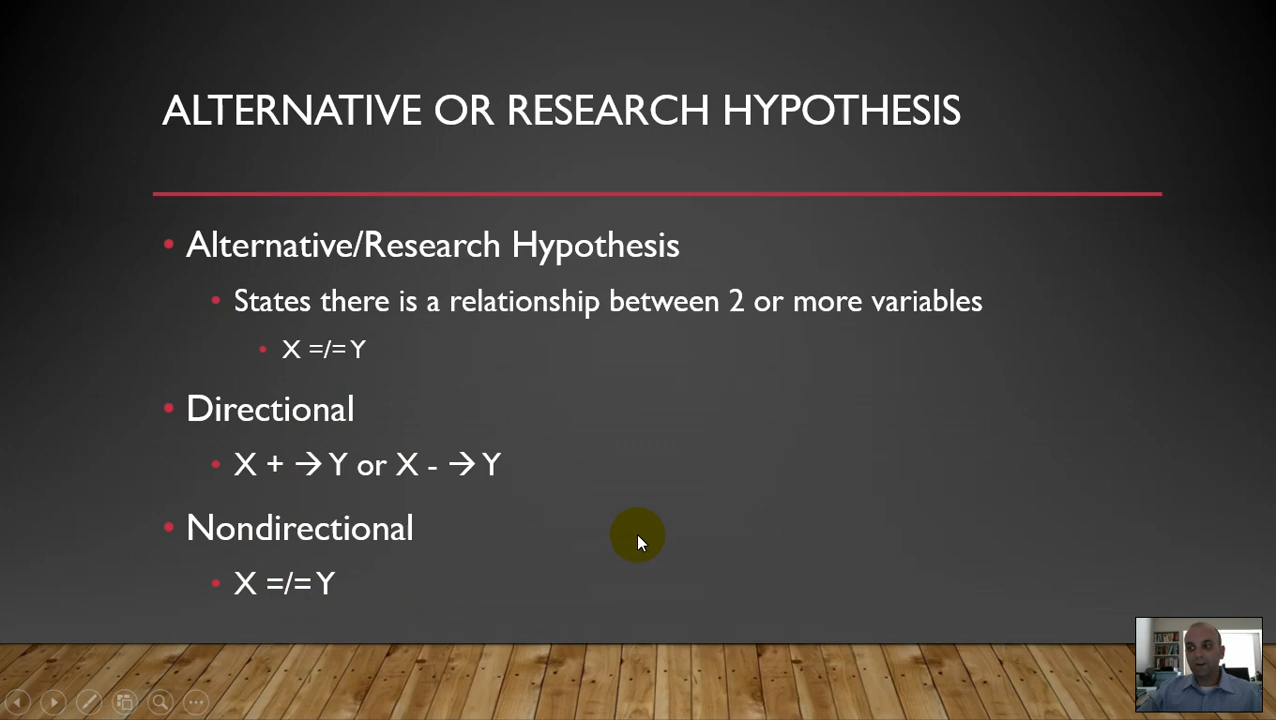 ALTERNATIVE OR RESEARCH HYPOTHESIS
• Alternative/Research Hypothesis
• States there is a relationship between 2 or more variables
• X =/= Y
• Directional
• X + → Y or X - → Y
• Nondirectional
• X =/= Y